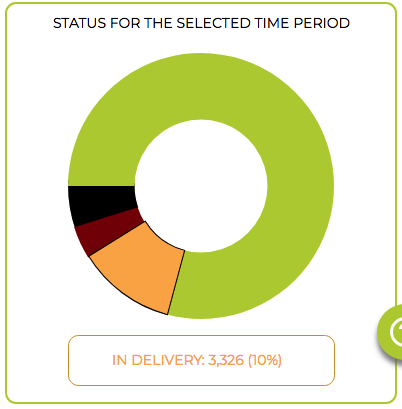 STATUS FOR THE SELECTED TIME PERIOD
IN DELIVERY: 3,326 (10%)